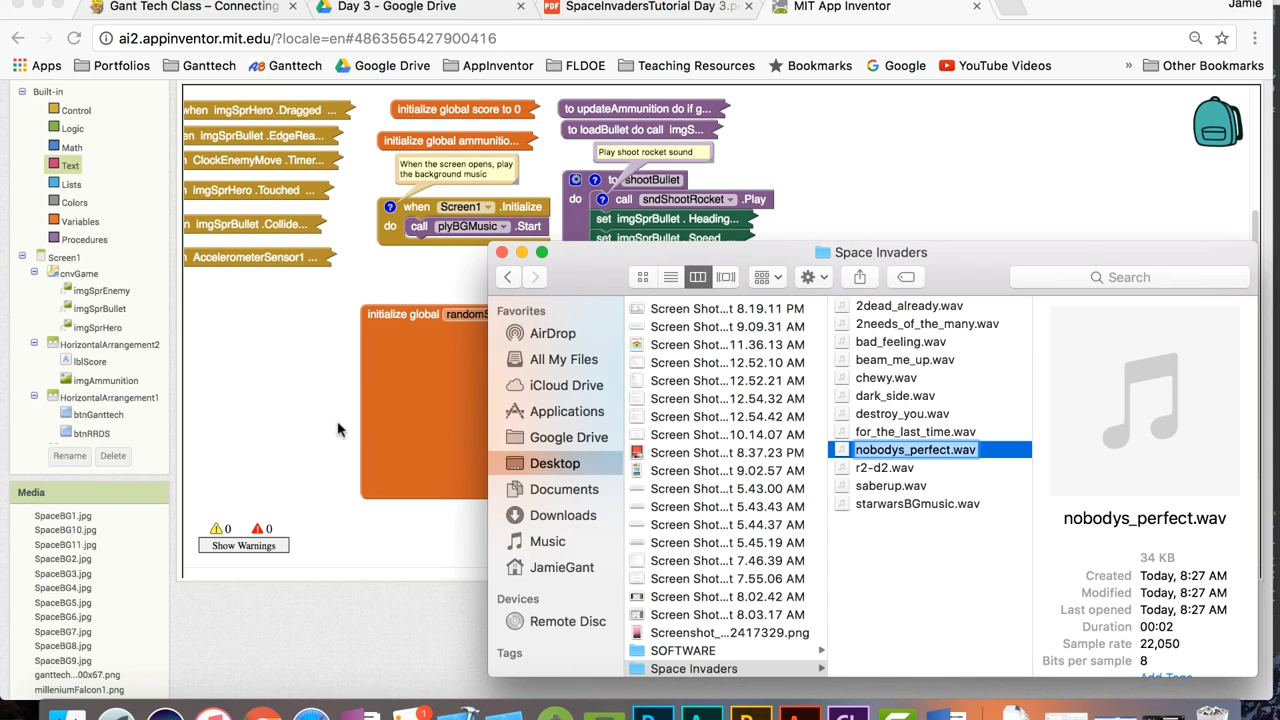 Gant Tech Class – Connecting
Day 3 - Google Drive
SpaceInvadersTutorial Day 3.p
MIT App Inventor
Jamie
ai2.appinventor.mit.edu/?locale=en#4863565427900416
Apps
Portfolios
Ganttech
Ganttech
Google Drive
AppInventor
FLDOE
Teaching Resources
Bookmarks
Google
YouTube Videos
»
Other Bookmarks
Built-in
Control
Logic
Math
Text
Lists
Colors
Variables
Procedures
Screen1
cnvGame
imgSprEnemy
imgSprBullet
imgSprHero
HorizontalArrangement2
lblScore
imgAmmunition
HorizontalArrangement1
btnGanttech
btnRRDS
Rename
Delete
Media
SpaceBG1.jpg
SpaceBG10.jpg
SpaceBG11.jpg
SpaceBG2.jpg
SpaceBG3.jpg
SpaceBG4.jpg
SpaceBG5.jpg
SpaceBG6.jpg
SpaceBG7.jpg
SpaceBG8.jpg
SpaceBG9.jpg
ganttech...00x67.png
milleniumFalcon1.png
when imgSprHero .Dragged ...
imgSprBullet .EdgeRea...
ClockEnemyMove .Timer...
imgSprHero .Touched ...
imgSprBullet .Collide...
AccelerometerSensor1 ...
initialize global score to 0
initialize global ammunitio...
When the screen opens, play
the background music
when Screen1 .Initialize
do call plyBGMusic .Start
to updateAmmunition do if g...
to loadBullet do call imgS...
Play shoot rocket sound
to shootBullet
do call sndShootRocket .Play
set imgSprBullet . Heading...
set imgSprBullet . Speed
initialize global randomS
0
0
Show Warnings
Space Invaders
Search
Favorites
AirDrop
All My Files
iCloud Drive
Applications
Google Drive
Desktop
Documents
Downloads
Music
JamieGant
Devices
Remote Disc
Tags
Screen Shot...t 8.19.11 PM
Screen Shot...t 9.09.31 AM
Screen Shot...11.36.13 AM
Screen Shot...12.52.10 AM
Screen Shot...12.52.21 AM
Screen Shot...12.54.32 AM
Screen Shot...12.54.42 AM
Screen Shot...10.14.07 AM
Screen Shot...t 8.37.23 PM
Screen Shot...t 9.02.57 AM
Screen Shot...t 5.43.00 AM
Screen Shot...t 5.43.43 AM
Screen Shot...t 5.44.37 AM
Screen Shot...t 5.45.19 AM
Screen Shot...t 7.46.39 AM
Screen Shot...t 7.55.06 AM
Screen Shot...t 8.02.42 AM
Screen Shot...t 8.03.17 AM
Screenshot_...2417329.png
SOFTWARE
Space Invaders
2dead_already.wav
2needs_of_the_many.wav
bad_feeling.wav
beam_me_up.wav
chewy.wav
dark_side.wav
destroy_you.wav
for_the_last_time.wav
nobodys_perfect.wav
r2-d2.wav
saberup.wav
starwarsBGmusic.wav
nobodys_perfect.wav
34 KB
Created Today, 8:27 AM
Modified Today, 8:27 AM
Last opened Today, 8:27 AM
Duration 00:02
Sample rate 22,050
Bits per sample 8
Add Tags...
1